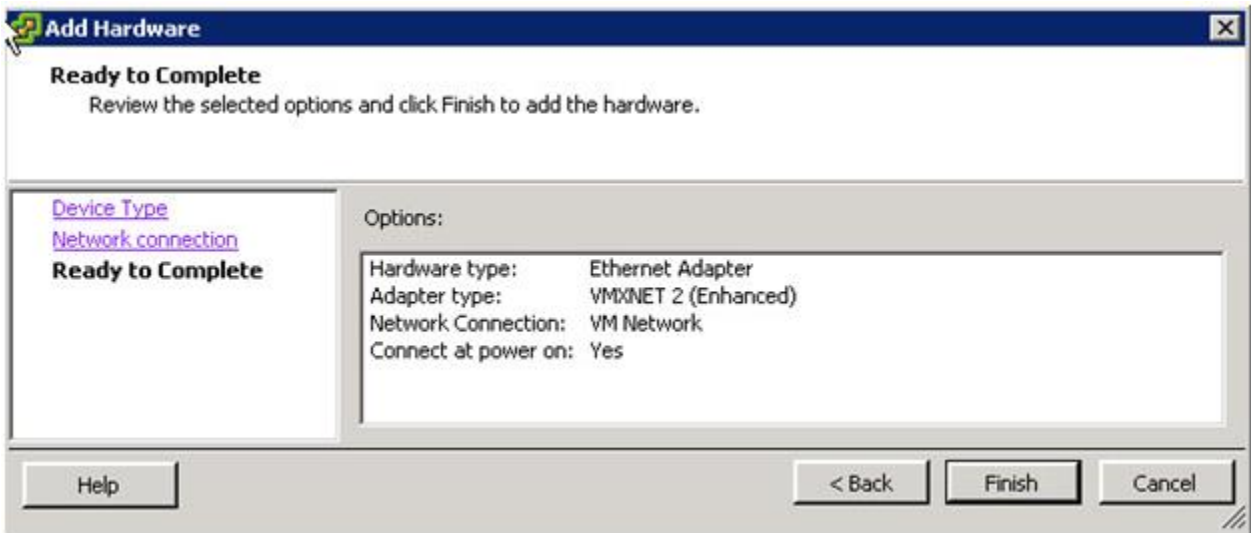 Add Hardware
Ready to Complete
Review the selected options and click Finish to add the hardware.
Device Type
Network connection
Ready to Complete
Options:
Hardware type: Ethernet Adapter
Adapter type: VMXNET 2 (Enhanced)
Network Connection: VM Network
Connect at power on: Yes
Help
< Back
Finish
Cancel